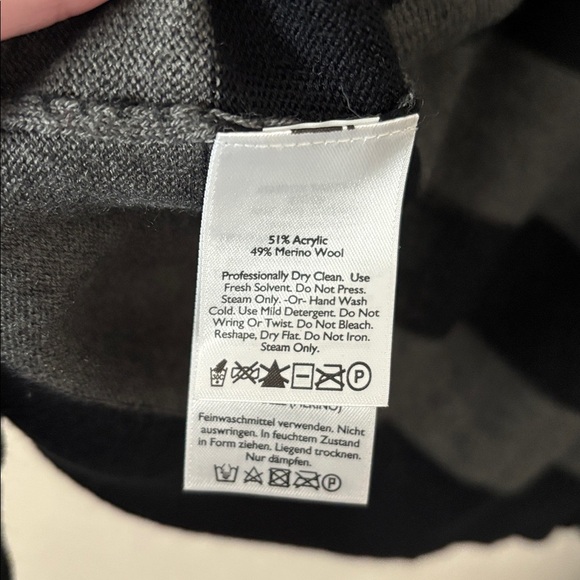 51% Acrylic
49% Merino Wool
Professionally Dry Clean. Use
Fresh Solvent. Do Not Press.
Steam Only. -Or- Hand Wash
Cold. Use Mild Detergent. Do Not
Wring Or Twist. Do Not Bleach.
Reshape, Dry Flat. Do Not Iron.
Steam Only.
P
(MERINO)
Feinwaschmittel verwenden. Nicht
auswringen. In feuchtem Zustand
in Form ziehen. Liegend trocknen.
Nur dämpfen.
P